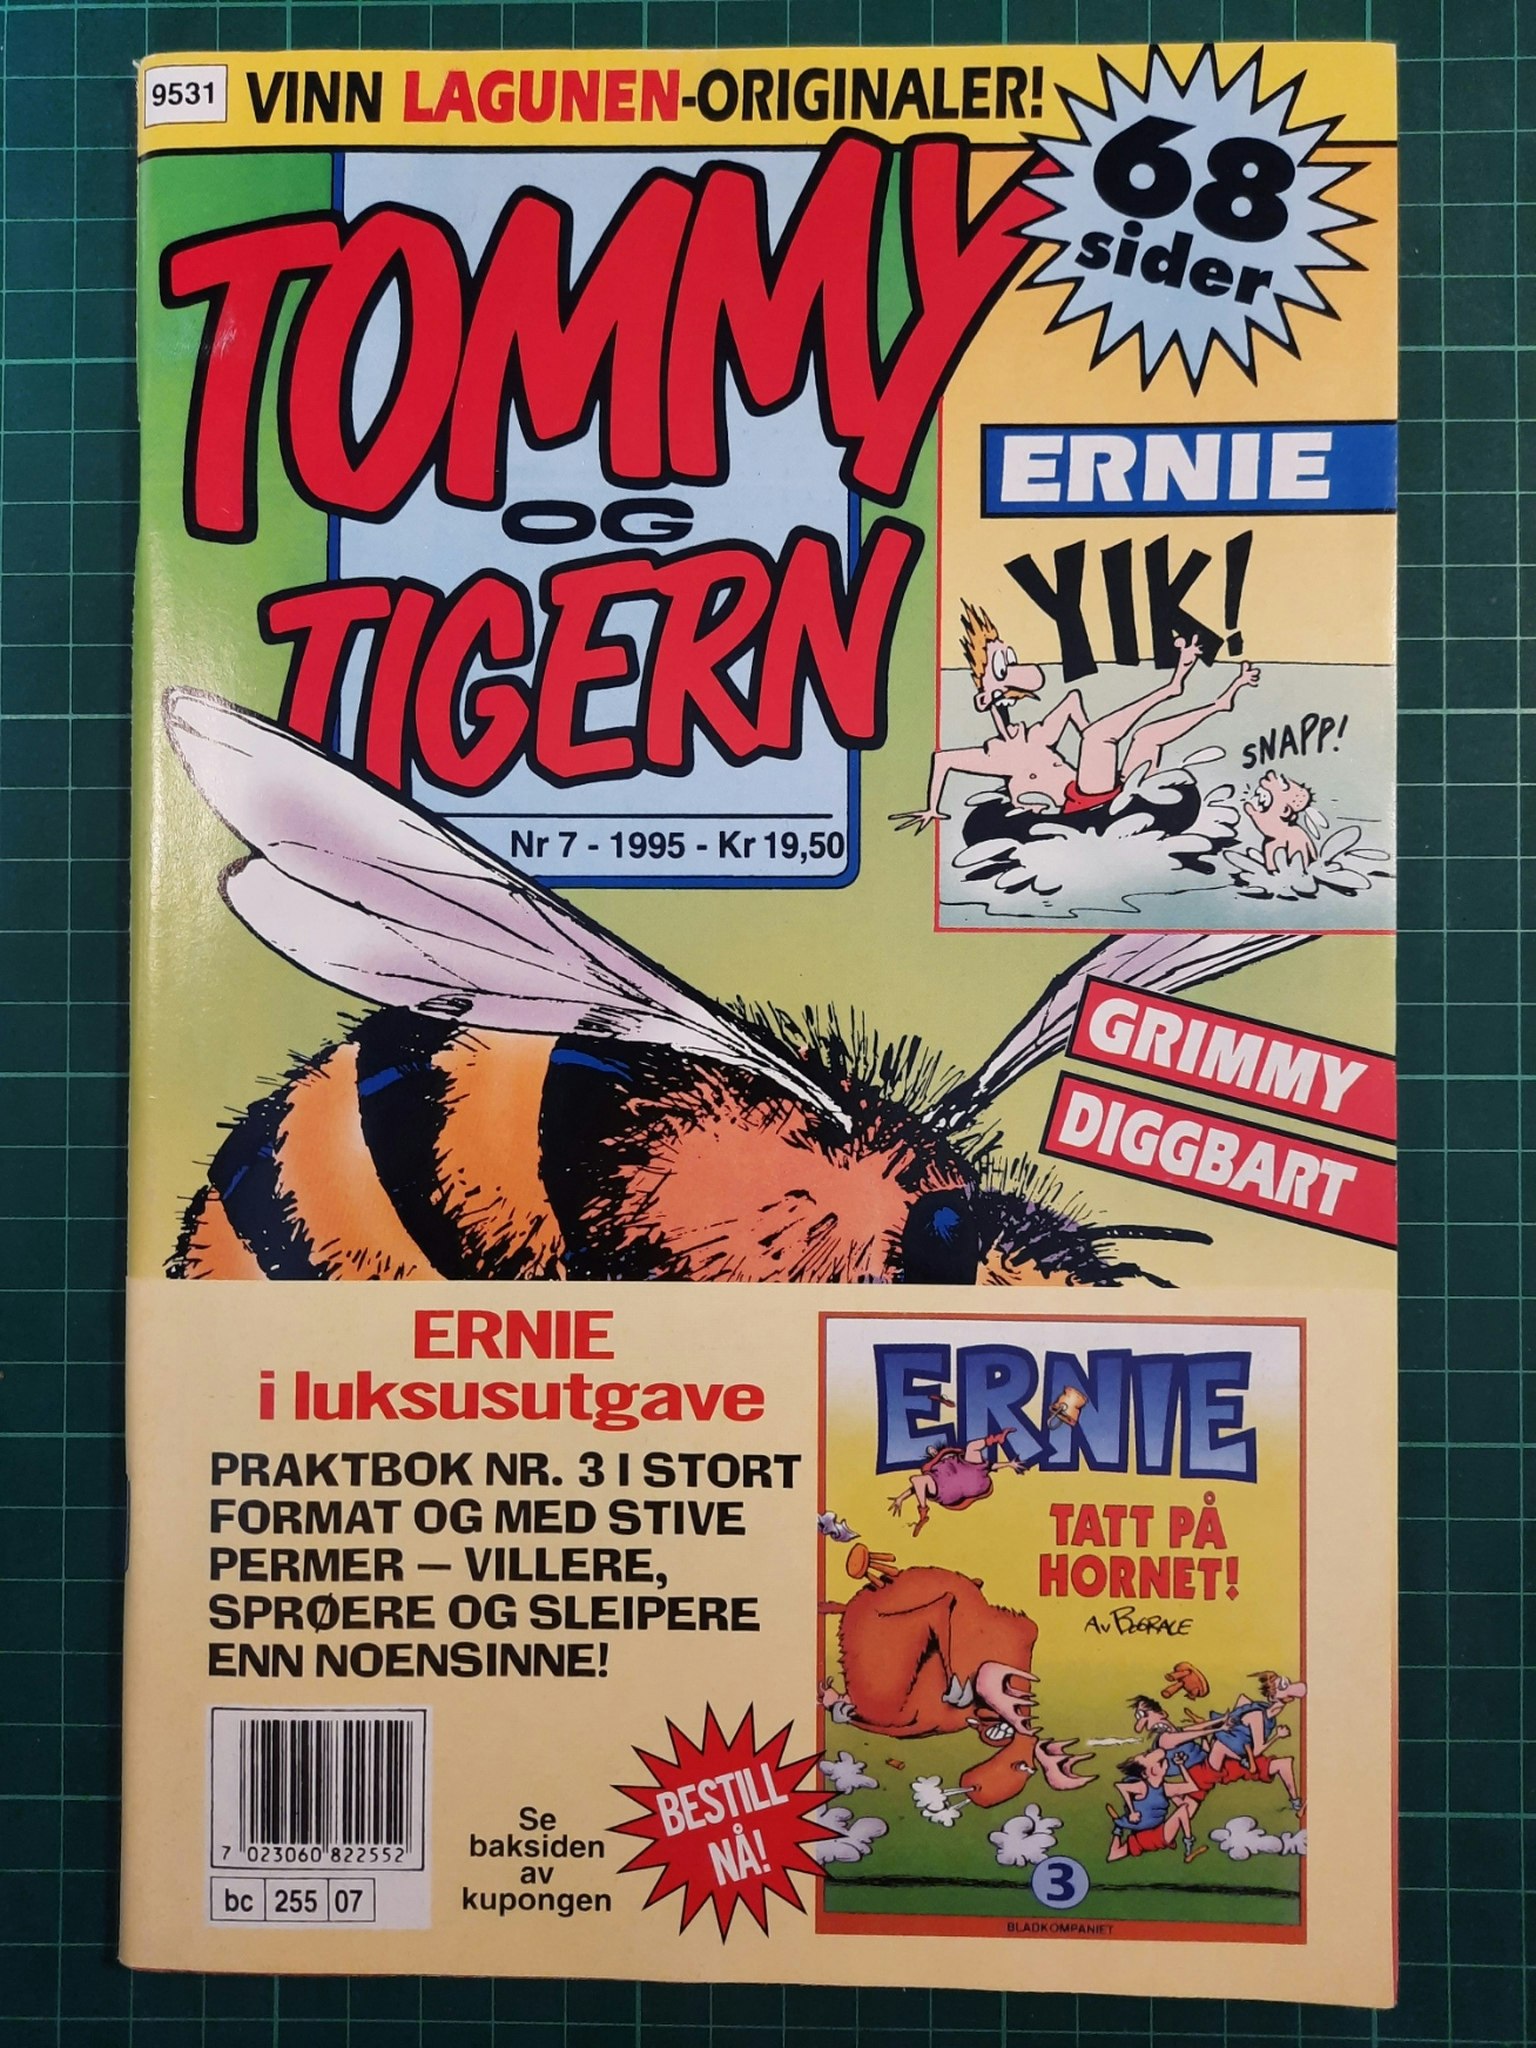 9531
VINN LAGUNEN-ORIGINALER!
68
sider
TOMMY
OG
TIGERN
Nr 7 - 1995 - Kr 19,50
ERNIE
YIK!
SNAPP!
GRIMMY
DIGGBART
ERNIE
i luksusutgave
PRAKTBOK NR. 3 I STORT
FORMAT OG MED STIVE
PERMER – VILLERE,
SPRØERE OG SLEIPERE
ENN NOENSINNE!
7 023060 822552
bc 255 07
Se
baksiden
av
kupongen
BESTILL
NÅ!
ERNIE
TATT PÅ
HORNET!
AV
3
BLADKOMPANIET